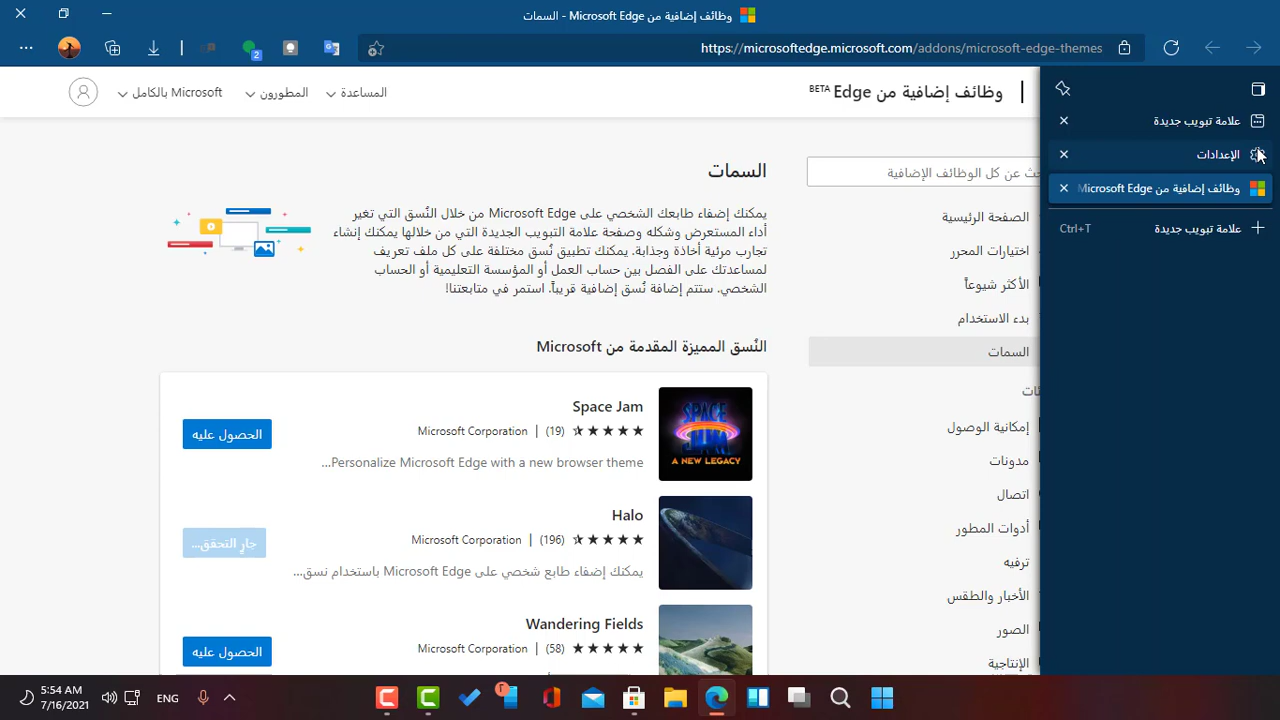 وظائف إضافية من Microsoft Edge - السمات
https://microsoftedge.microsoft.com/addons/microsoft-edge-themes
2
علامة تبويب جديدة
الإعدادات
وظائف إضافية من Microsoft Edge
علامة تبويب جديدة
Ctrl+T
وظائف إضافية من Edge BETA
المساعدة
المطورون
Microsoft بالكامل
عن كل الوظائف الإضافية
الصفحة الرئيسية
اختيارات المحرر
الأكثر شيوعاً
بدء الاستخدام
السمات
إمكانية الوصول
مدونات
اتصال
أدوات المطور
ترفيه
الأخبار والطقس
الصور
الإنتاجية
السمات
يمكنك إضفاء طابعك الشخصي على Microsoft Edge من خلال النُسق التي تغير
أداء المستعرض وشكله وصفحة علامة التبويب الجديدة التي من خلالها يمكنك إنشاء
تجارب مرئية أخاذة وجذابة. يمكنك تطبيق نُسق مختلفة على كل ملف تعريف
لمساعدتك على الفصل بين حساب العمل أو المؤسسة التعليمية أو الحساب
الشخصي. ستتم إضافة نُسق إضافية قريباً. استمر في متابعتنا!
النُسق المميزة المقدمة من Microsoft
Space Jam
(19) | Microsoft Corporation
Personalize Microsoft Edge with a new browser theme...
الحصول عليه
SPACE JAM
A NEW LEGACY
Halo
(196) | Microsoft Corporation
يمكنك إضفاء طابع شخصي على Microsoft Edge باستخدام نسق...
جارٍ التحقق...
Wandering Fields
(58) | Microsoft Corporation
الحصول عليه
5:54 AM
7/16/2021
ENG